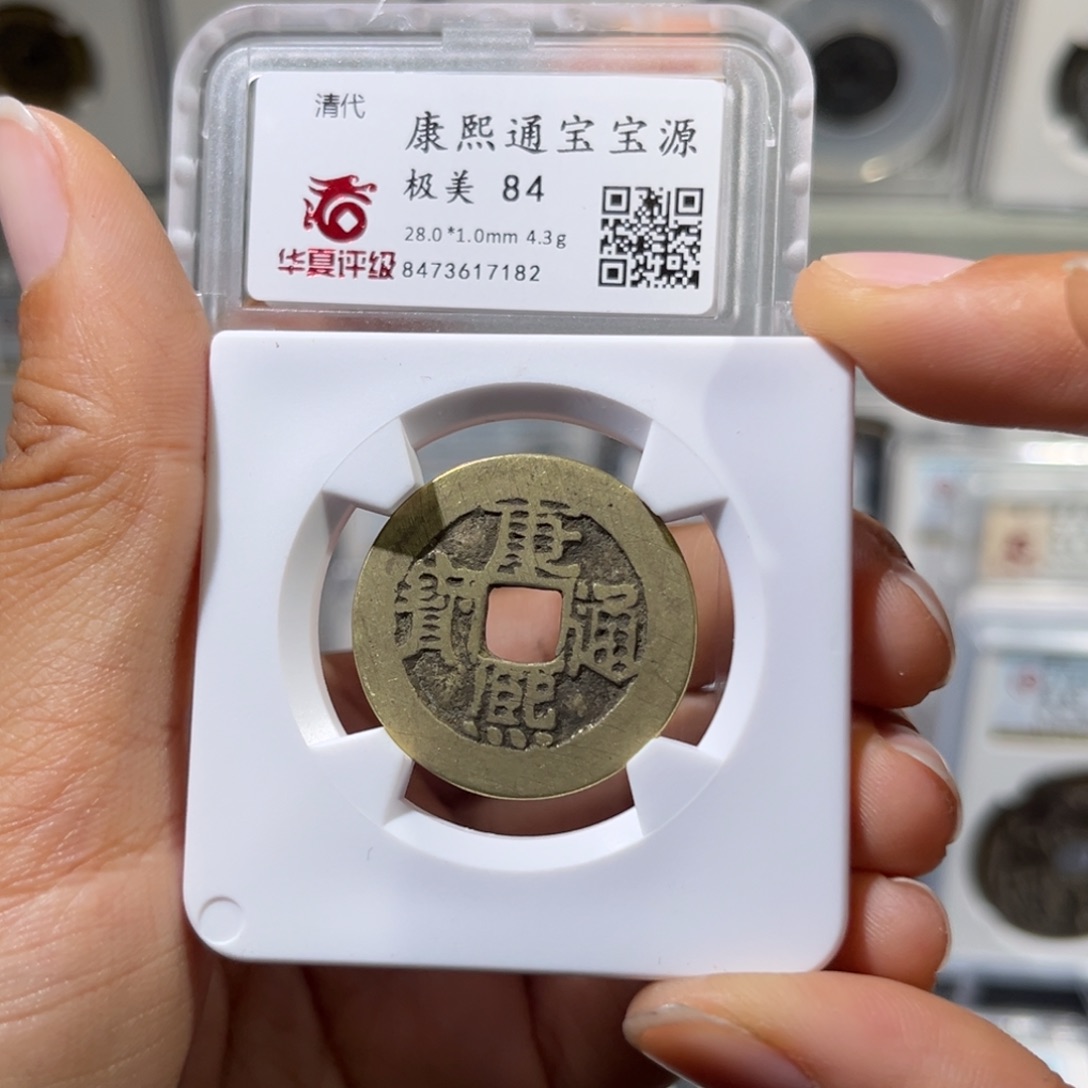 清代
康熙通宝宝源
极美 84
28.0*1.0mm 4.3g
华夏评级 8473617182
康熙通寶